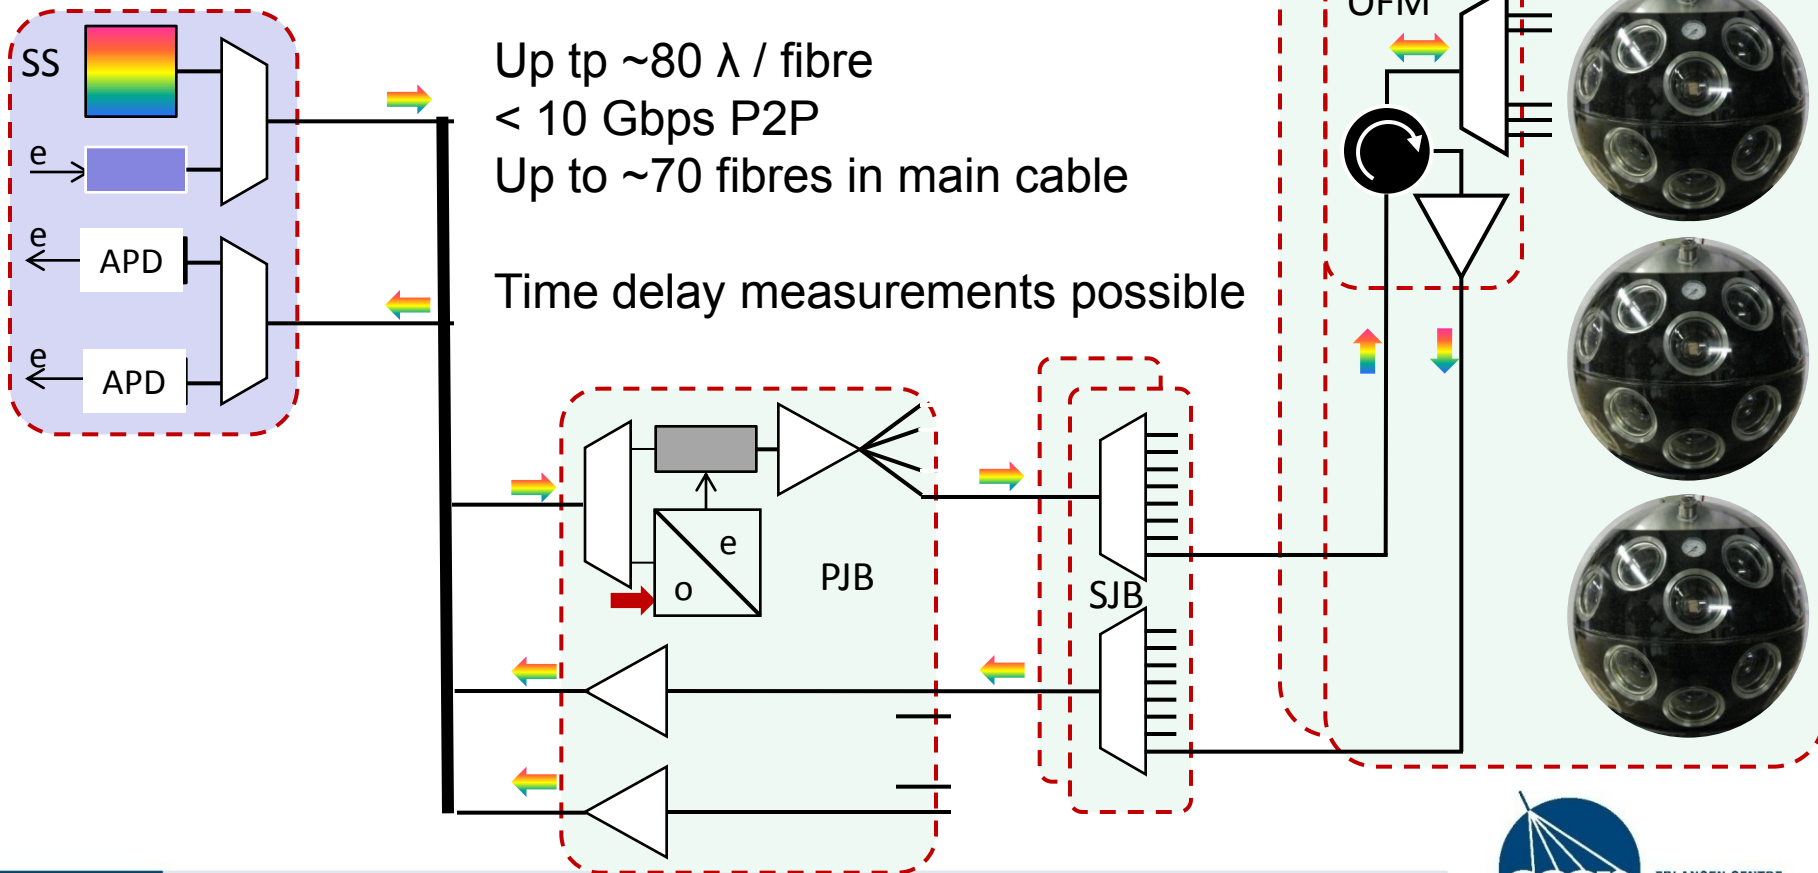 SS
e
e
APD
e
APD
Up tp ~80 λ / fibre
< 10 Gbps P2P
Up to ~70 fibres in main cable
Time delay measurements possible
OFM
e
o
PJB
SJB